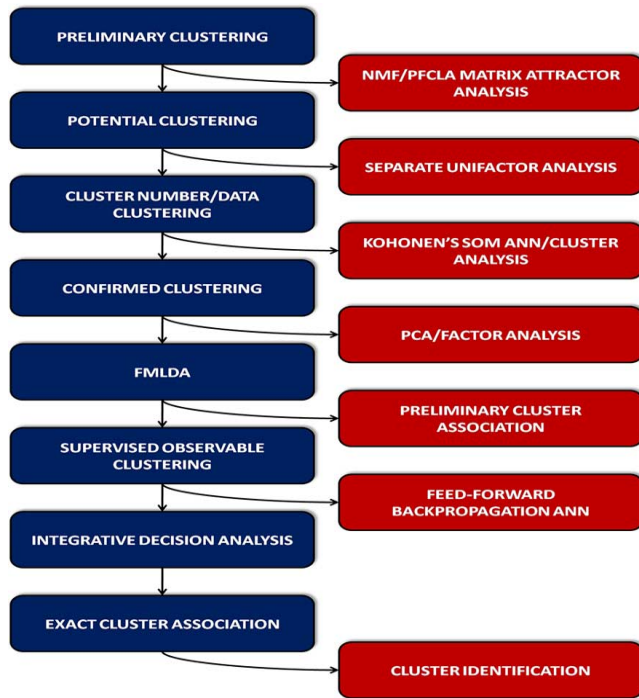 PRELIMINARY CLUSTERING
NMF/PFCLA MATRIX ATTRACTOR
ANALYSIS
POTENTIAL CLUSTERING
SEPARATE UNIFACTOR ANALYSIS
CLUSTER NUMBER/DATA
CLUSTERING
KOHONEN'S SOM ANN/CLUSTER
ANALYSIS
CONFIRMED CLUSTERING
PCA/FACTOR ANALYSIS
FMLDA
PRELIMINARY CLUSTER
ASSOCIATION
SUPERVISED OBSERVABLE
CLUSTERING
FEED-FORWARD
BACKPROPAGATION ANN
INTEGRATIVE DECISION ANALYSIS
EXACT CLUSTER ASSOCIATION
CLUSTER IDENTIFICATION